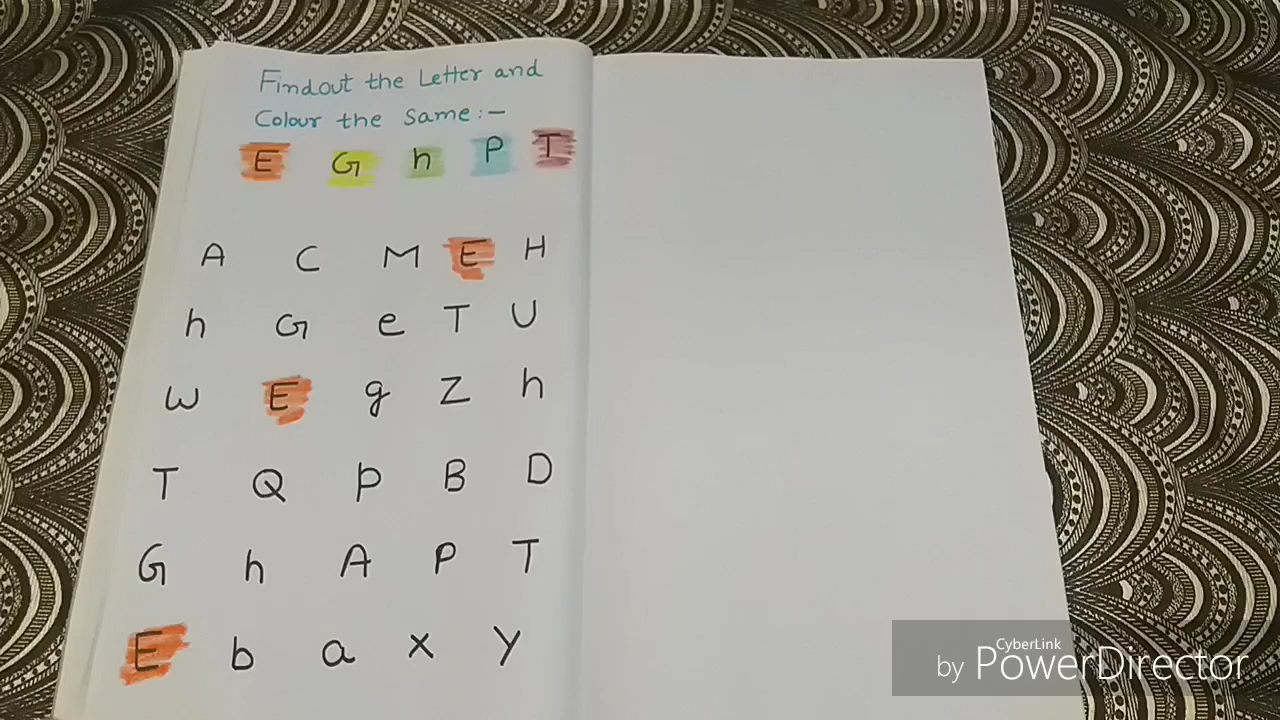 Findout the Letter and
Colour the same :-
E G h P T
A C M E H
h G e T U
w E g Z h
T Q p B D
G h A P T
E b a x y
CyberLink
by PowerDirector